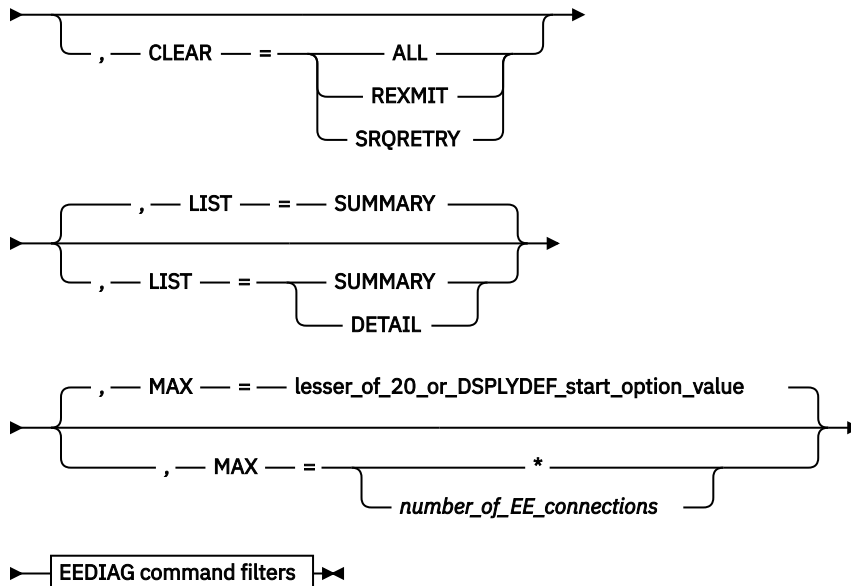 , CLEAR = ALL
REXMIT
SRQRETRY
, LIST = SUMMARY
, LIST = SUMMARY
DETAIL
, MAX = lesser_of_20_or_DSPLYDEF_start_option_value
, MAX = *
number_of_EE_connections
EEDIAG command filters